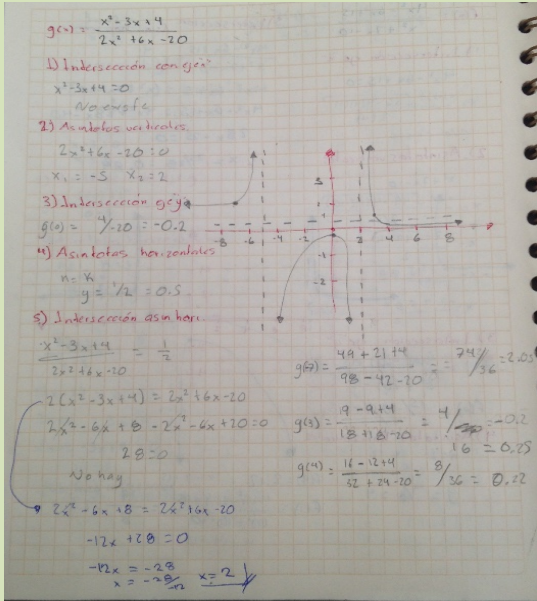 g(x) = x² - 3x + 4 / 2x² + 6x - 20
1) Intersección con eje x
x² - 3x + 4 = 0
No existe
2) Asíntotas verticales
2x² + 6x - 20 = 0
x₁ = -5 x₂ = 2
3) Intersección eje y
g(0) = 4/-20 = -0.2
4) Asíntotas horizontales
n = k
y = 1/2 = 0.5
5) Intersección asin hori.
x² - 3x + 4 / 2x² + 6x - 20 = 1/2
2(x² - 3x + 4) = 2x² + 6x - 20
2x² - 6x + 8 - 2x² - 6x + 20 = 0
28 = 0
No hay
2x² - 6x + 8 = 2x² + 6x - 20
-12x + 28 = 0
-12x = -28
x = -28/-12 x = 2
-8 -6 -4 -2 2 4 6 8
-1
-2
49 + 21 + 4 / 98 - 42 - 20 = 74/36 = 2.05
g(3) = 9 - 9 + 4 / 18 + 18 - 20 = 4/ = -0.2
16 = 0.25
g(4) = 16 - 12 + 4 / 32 + 24 - 20 = 8/36 = 0.22